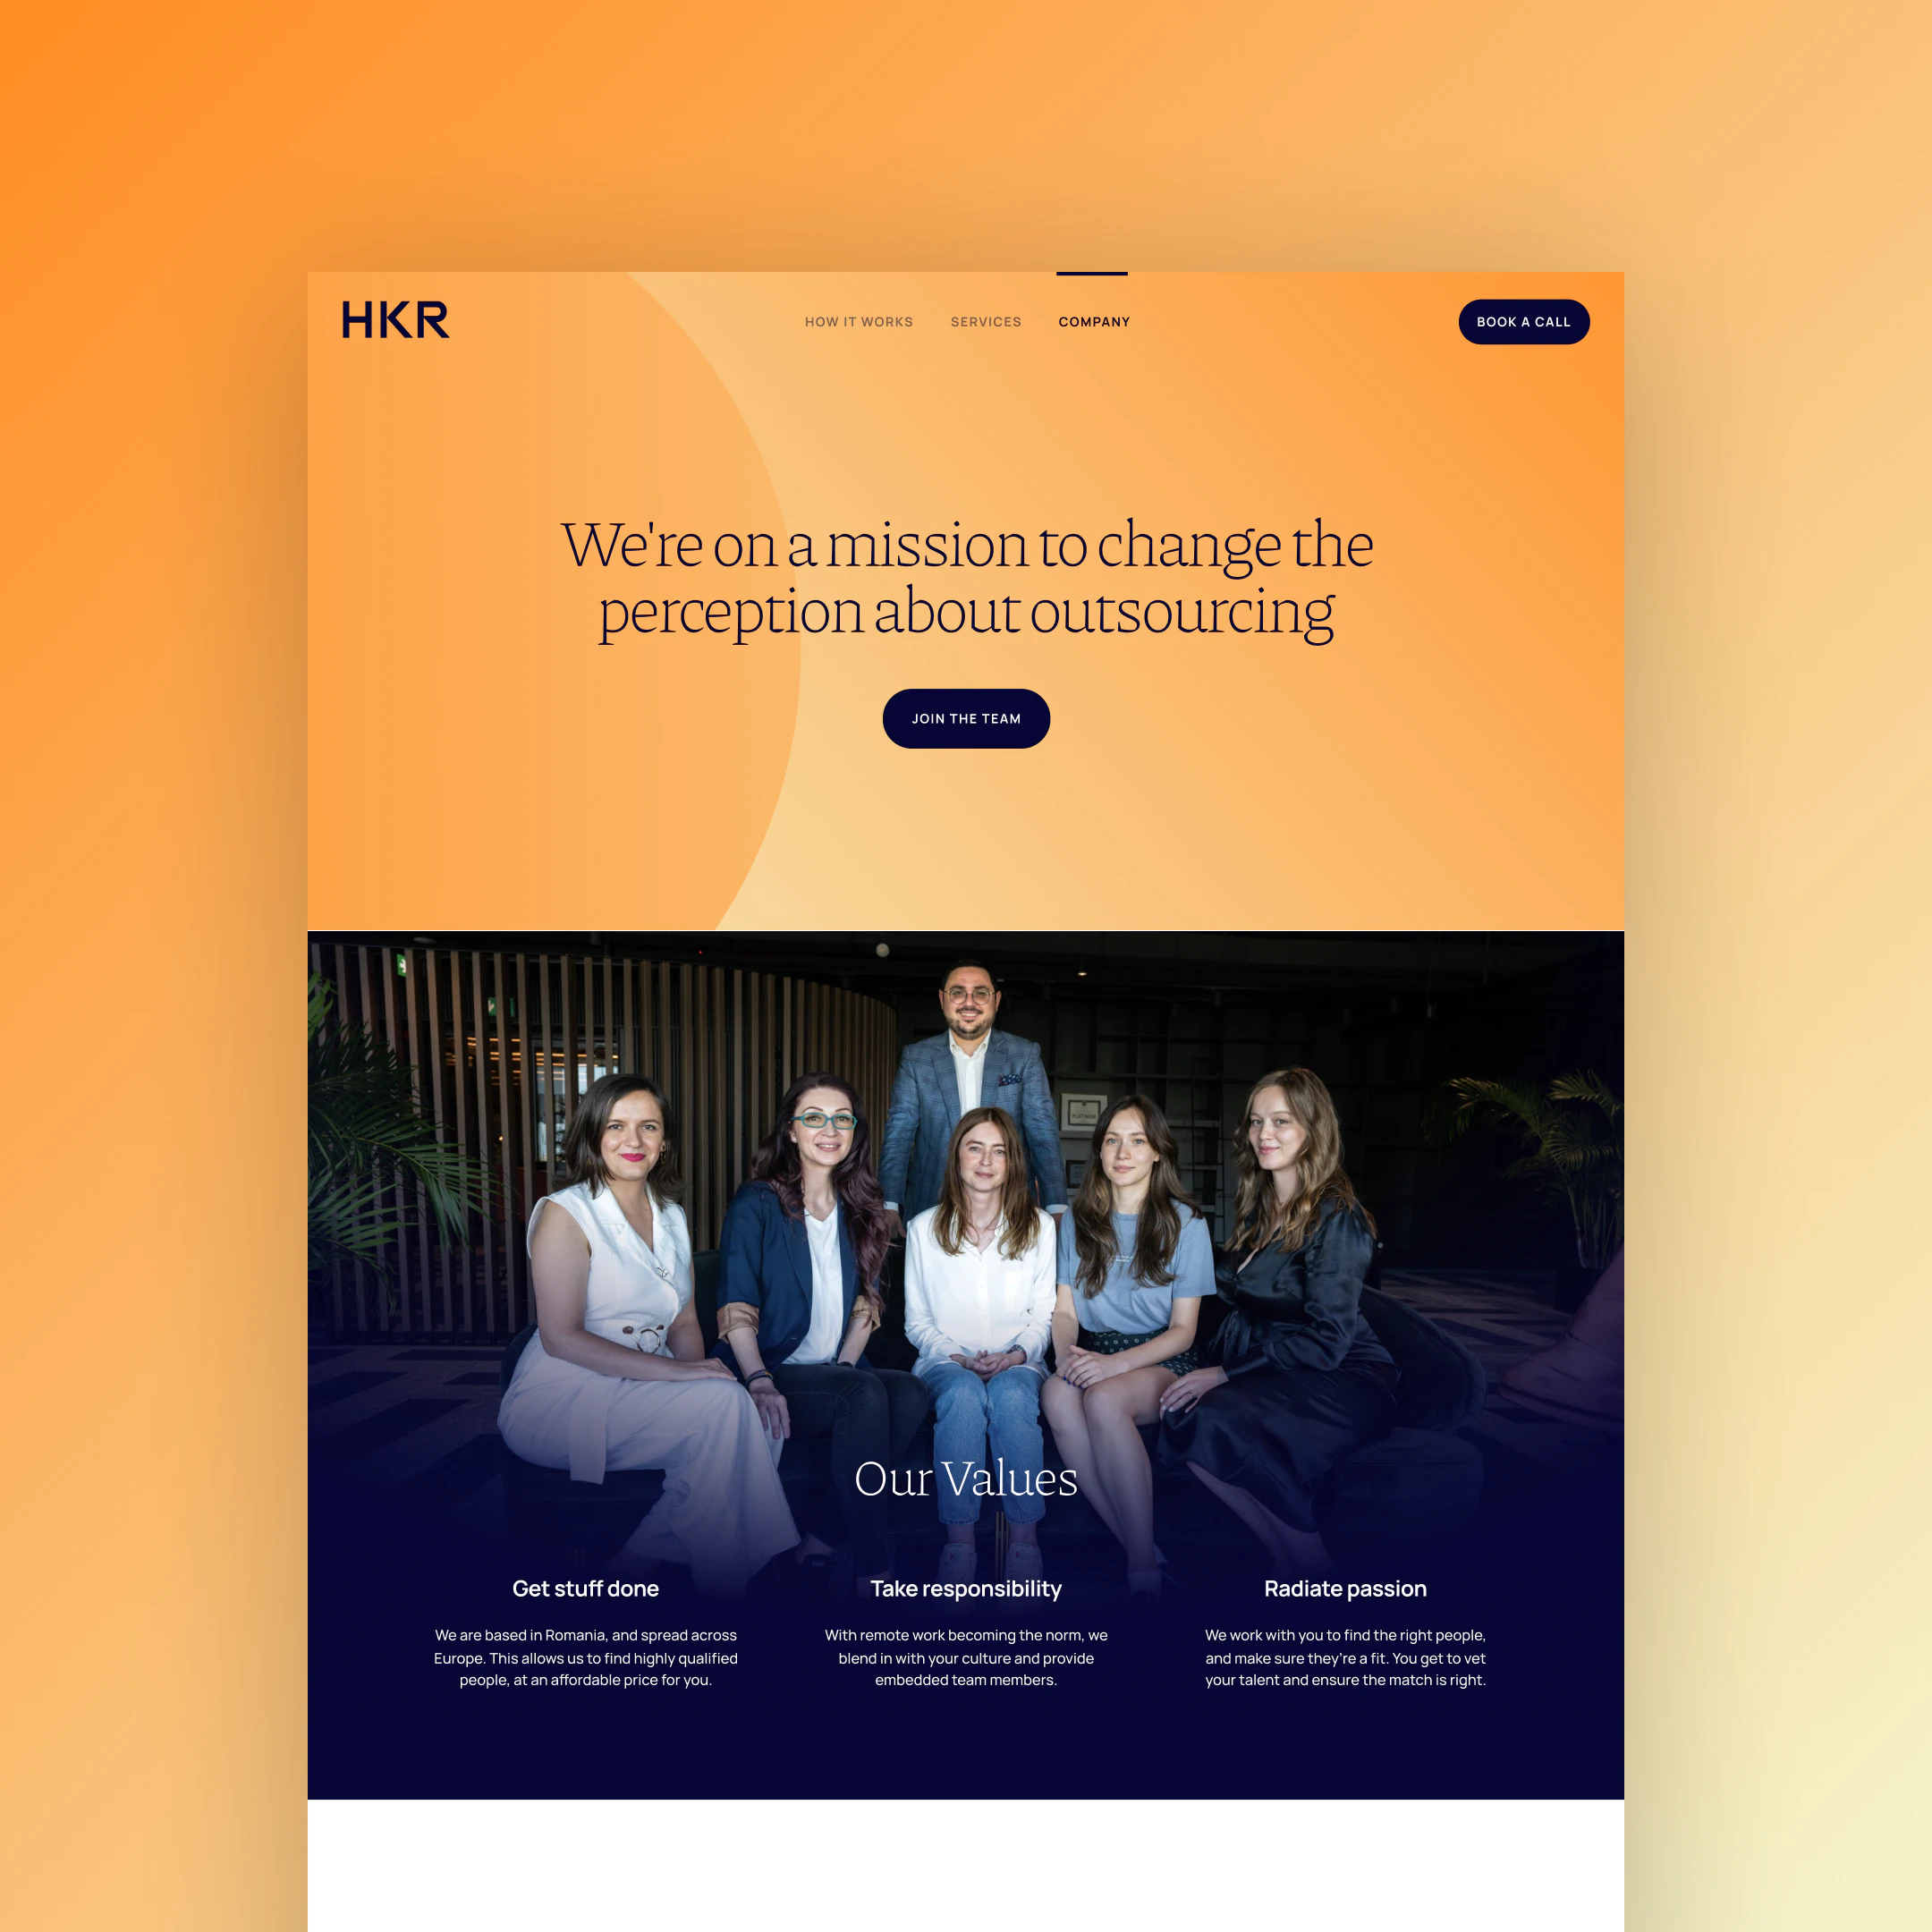 HKR
HOW IT WORKS
SERVICES
COMPANY
BOOK A CALL
We're on a mission to change the
perception about outsourcing
JOIN THE TEAM
Our Values
Get stuff done
We are based in Romania, and spread across
Europe. This allows us to find highly qualified
people, at an affordable price for you.
Take responsibility
With remote work becoming the norm, we
blend in with your culture and provide
embedded team members.
Radiate passion
We work with you to find the right people,
and make sure they're a fit. You get to vet
your talent and ensure the match is right.